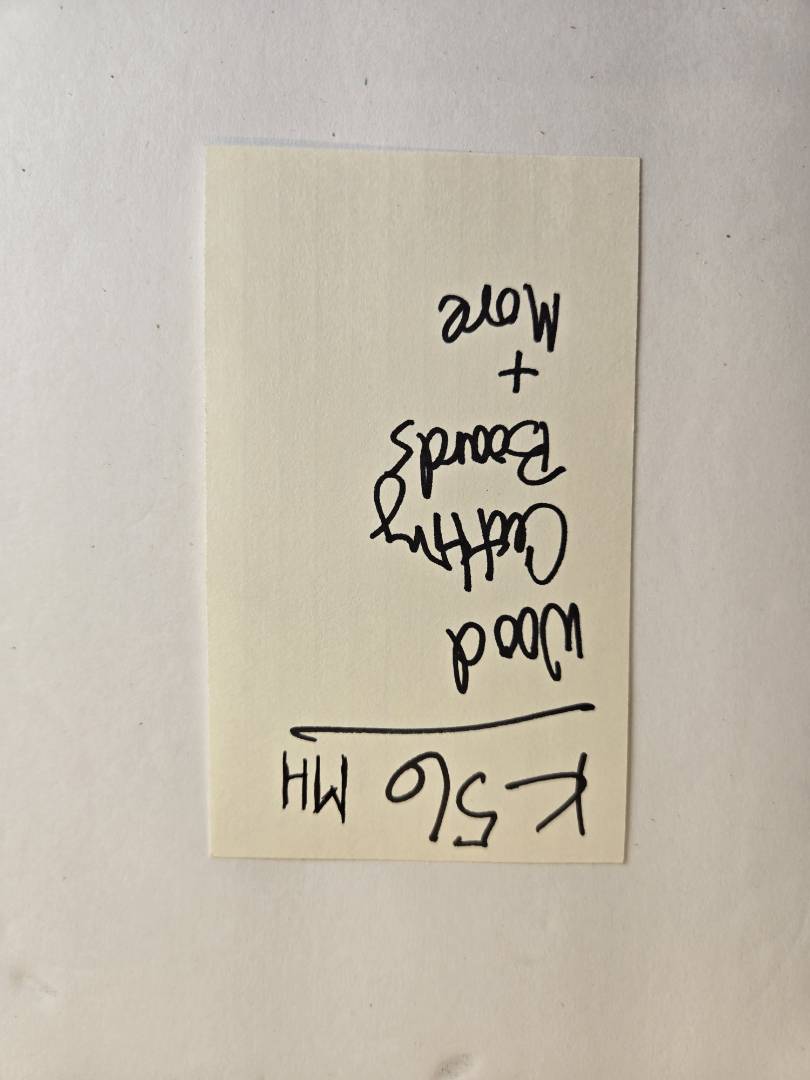 K-56 MH
Wood
Cutting
Boards
+
More